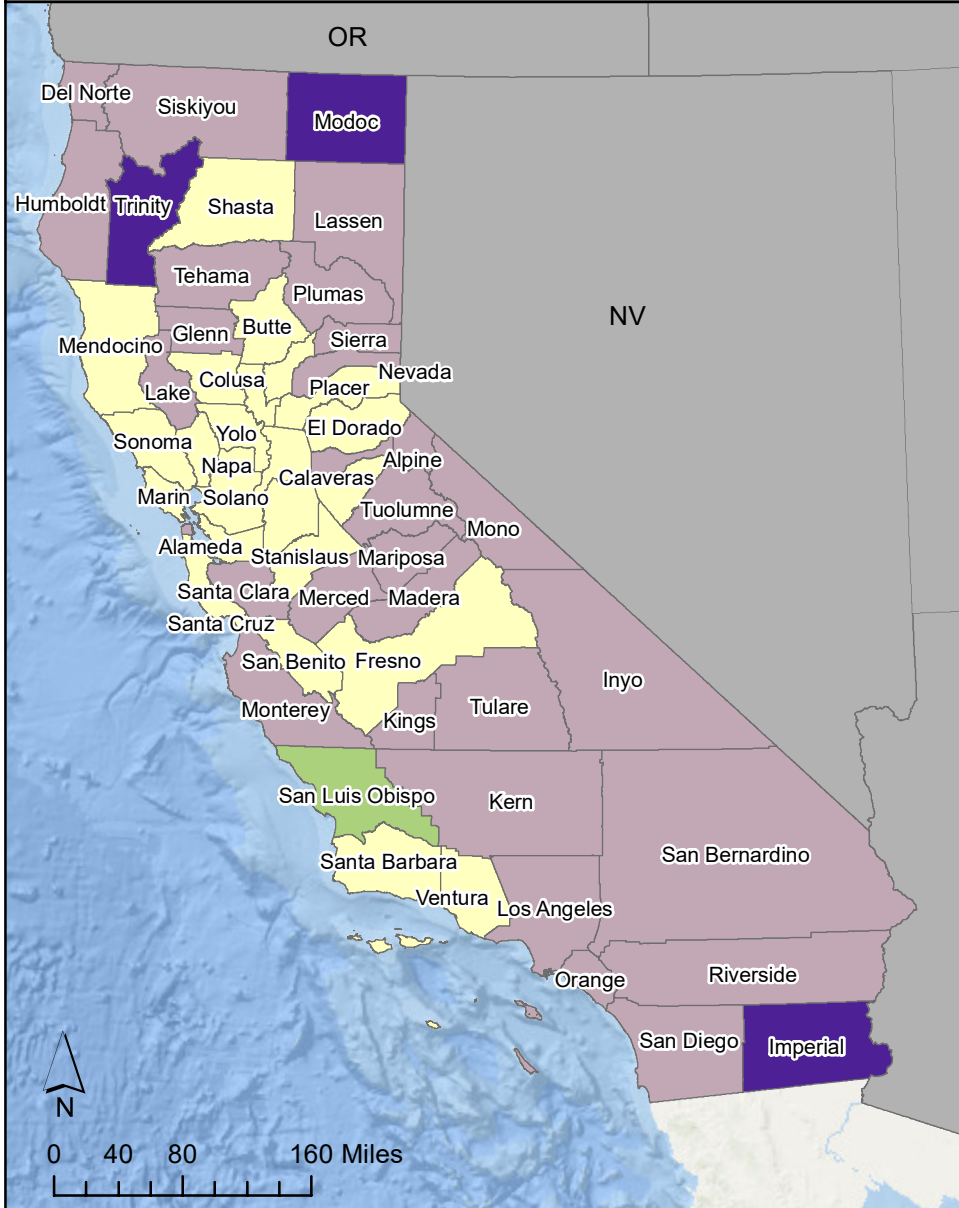 OR
Del Norte
Siskiyou
Modoc
Humboldt
Trinity
Shasta
Lassen
Tehama
Plumas
NV
Glenn
Butte
Sierra
Mendocino
Lake
Colusa
Placer
Nevada
Sonoma
Yolo
El Dorado
Napa
Calaveras
Alpine
Marin
Solano
Tuolumne
Mono
Alameda
Stanislaus
Mariposa
Santa Clara
Merced
Madera
Santa Cruz
San Benito
Fresno
Inyo
Monterey
Kings
Tulare
San Luis Obispo
Kern
San Bernardino
Santa Barbara
Ventura
Los Angeles
Orange
Riverside
San Diego
Imperial
N
0 40 80 160 Miles